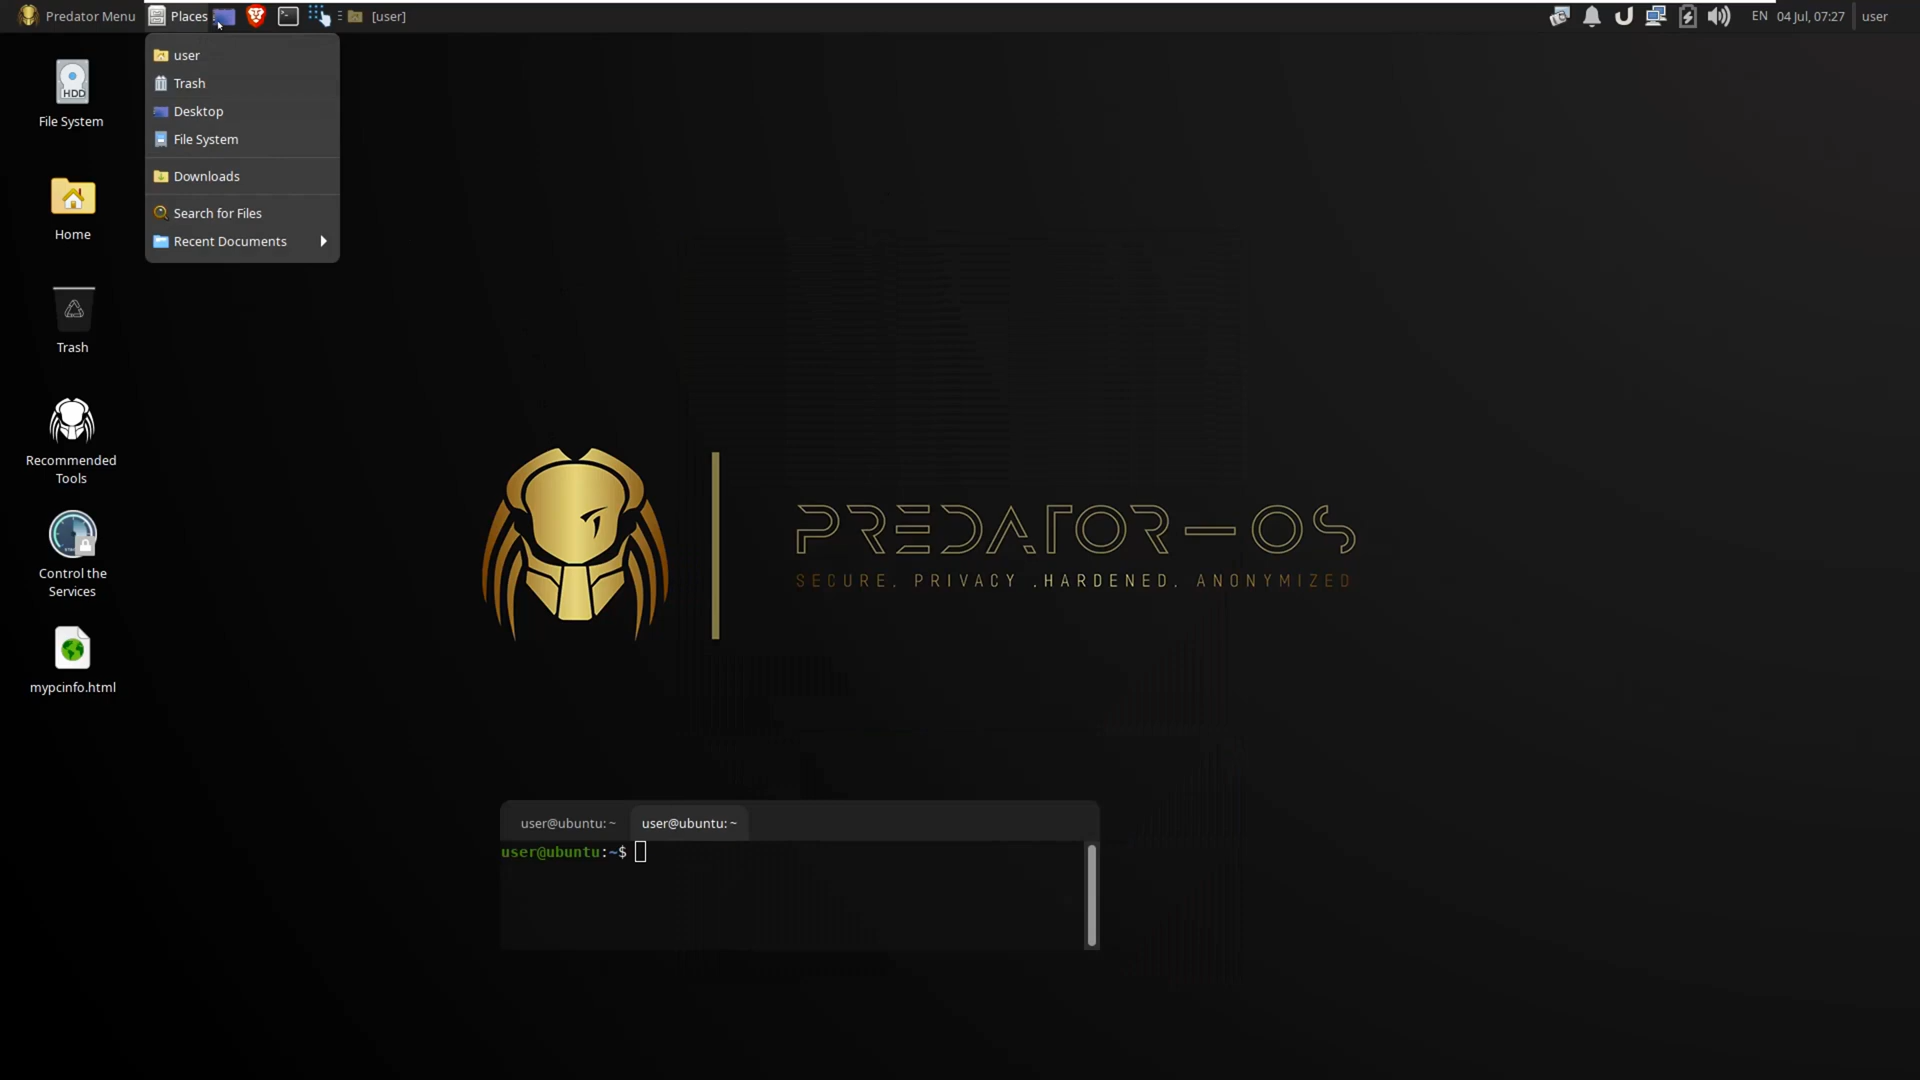 Predator Menu
Places
[user]
EN
04 Jul, 07:27
user
user
Trash
Desktop
File System
Downloads
Search for Files
Recent Documents
HDD
File System
Home
Trash
Recommended
Tools
Control the
Services
mypcinfo.html
PREDATOR-OS
SECURE. PRIVACY .HARDENED. ANONYMIZED
user@ubuntu: ~
user@ubuntu: ~
user@ubuntu:~$